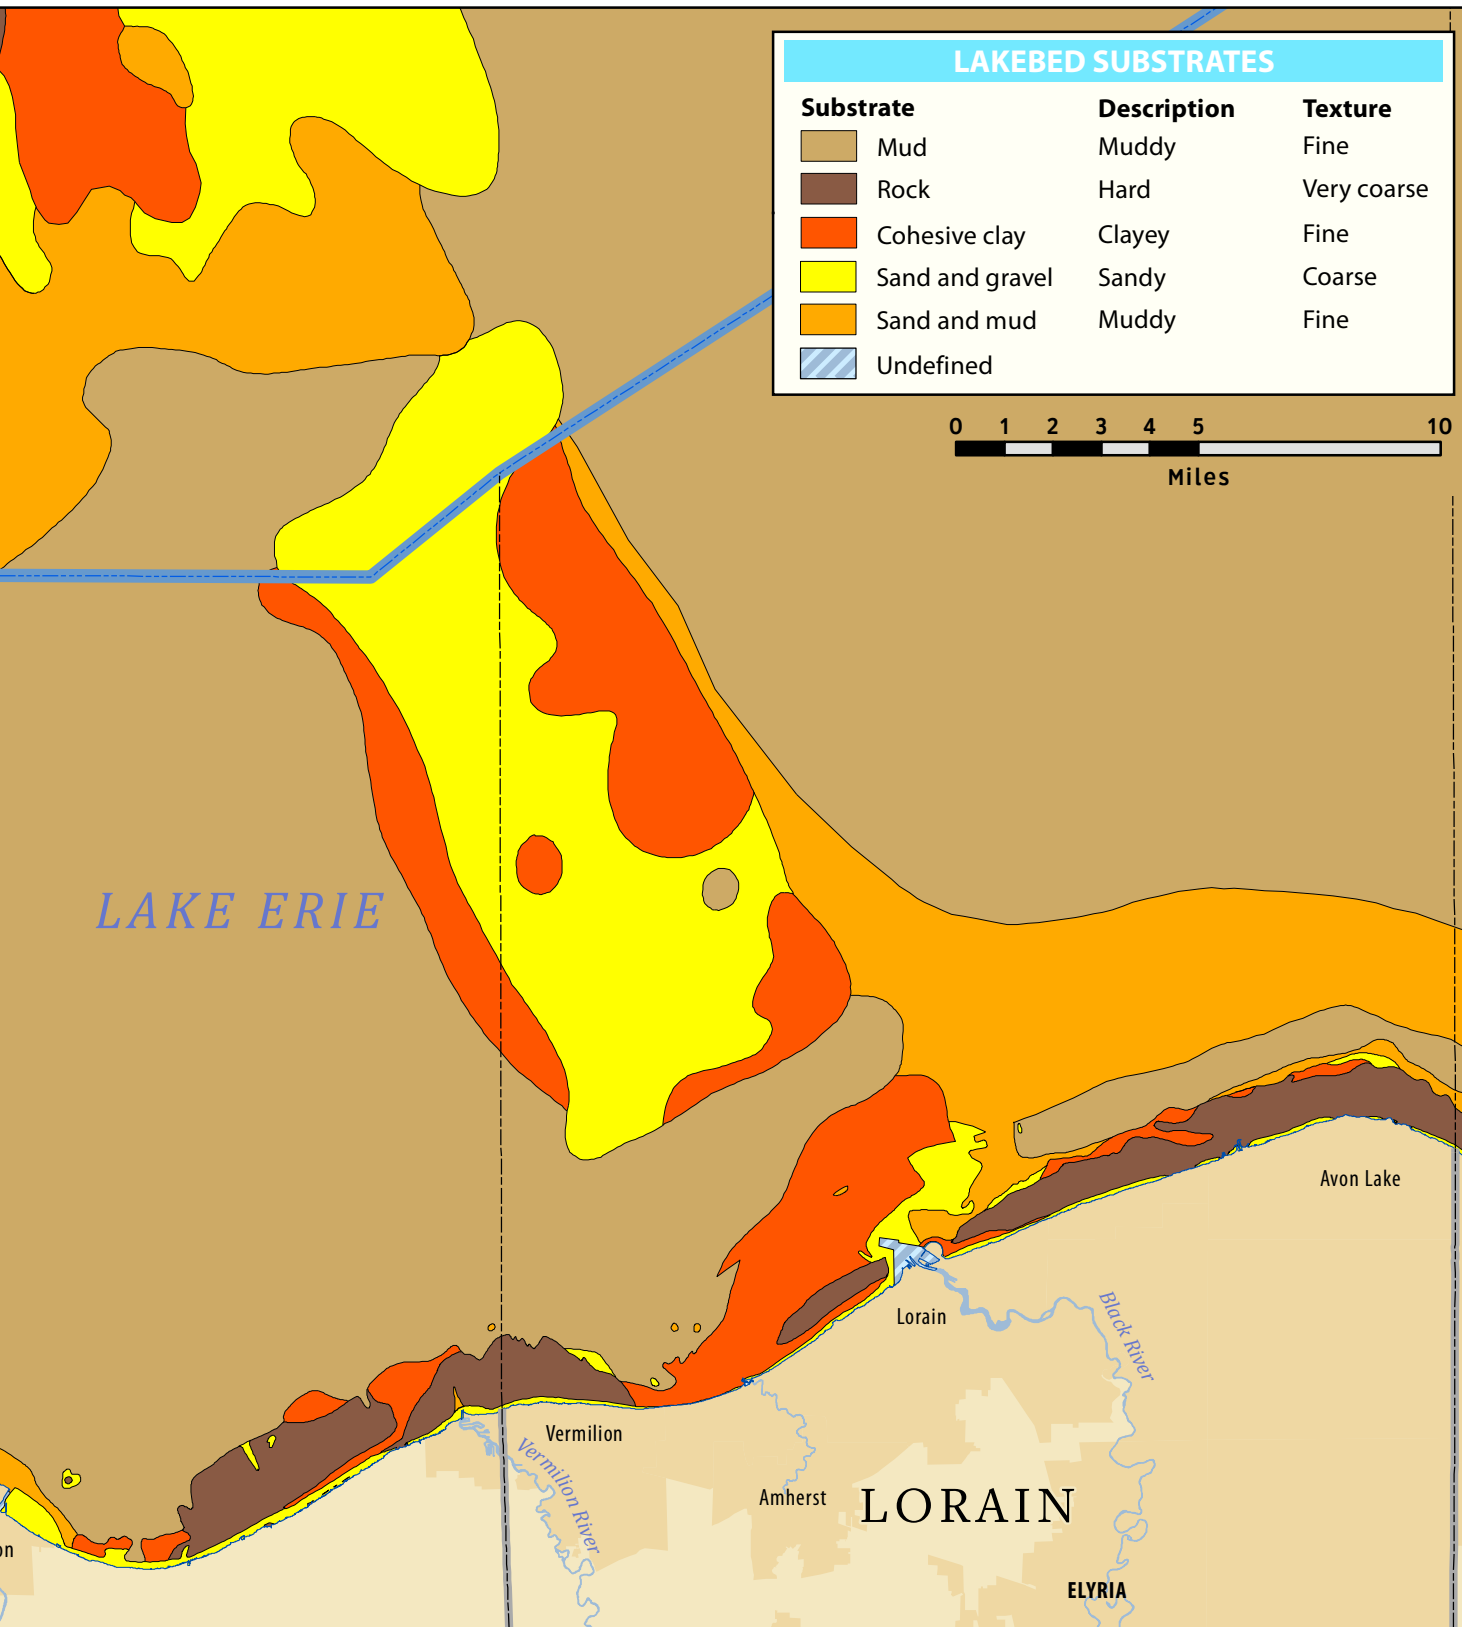 LAKEBED SUBSTRATES
Substrate Description Texture
Mud Muddy Fine
Rock Hard Very coarse
Cohesive clay Clayey Fine
Sand and gravel Sandy Coarse
Sand and mud Muddy Fine
Undefined
0 1 2 3 4 5 10
Miles
LAKE ERIE
Avon Lake
Lorain
Black River
Vermilion
Vermilion River
Amherst
LORAIN
on
ELYRIA